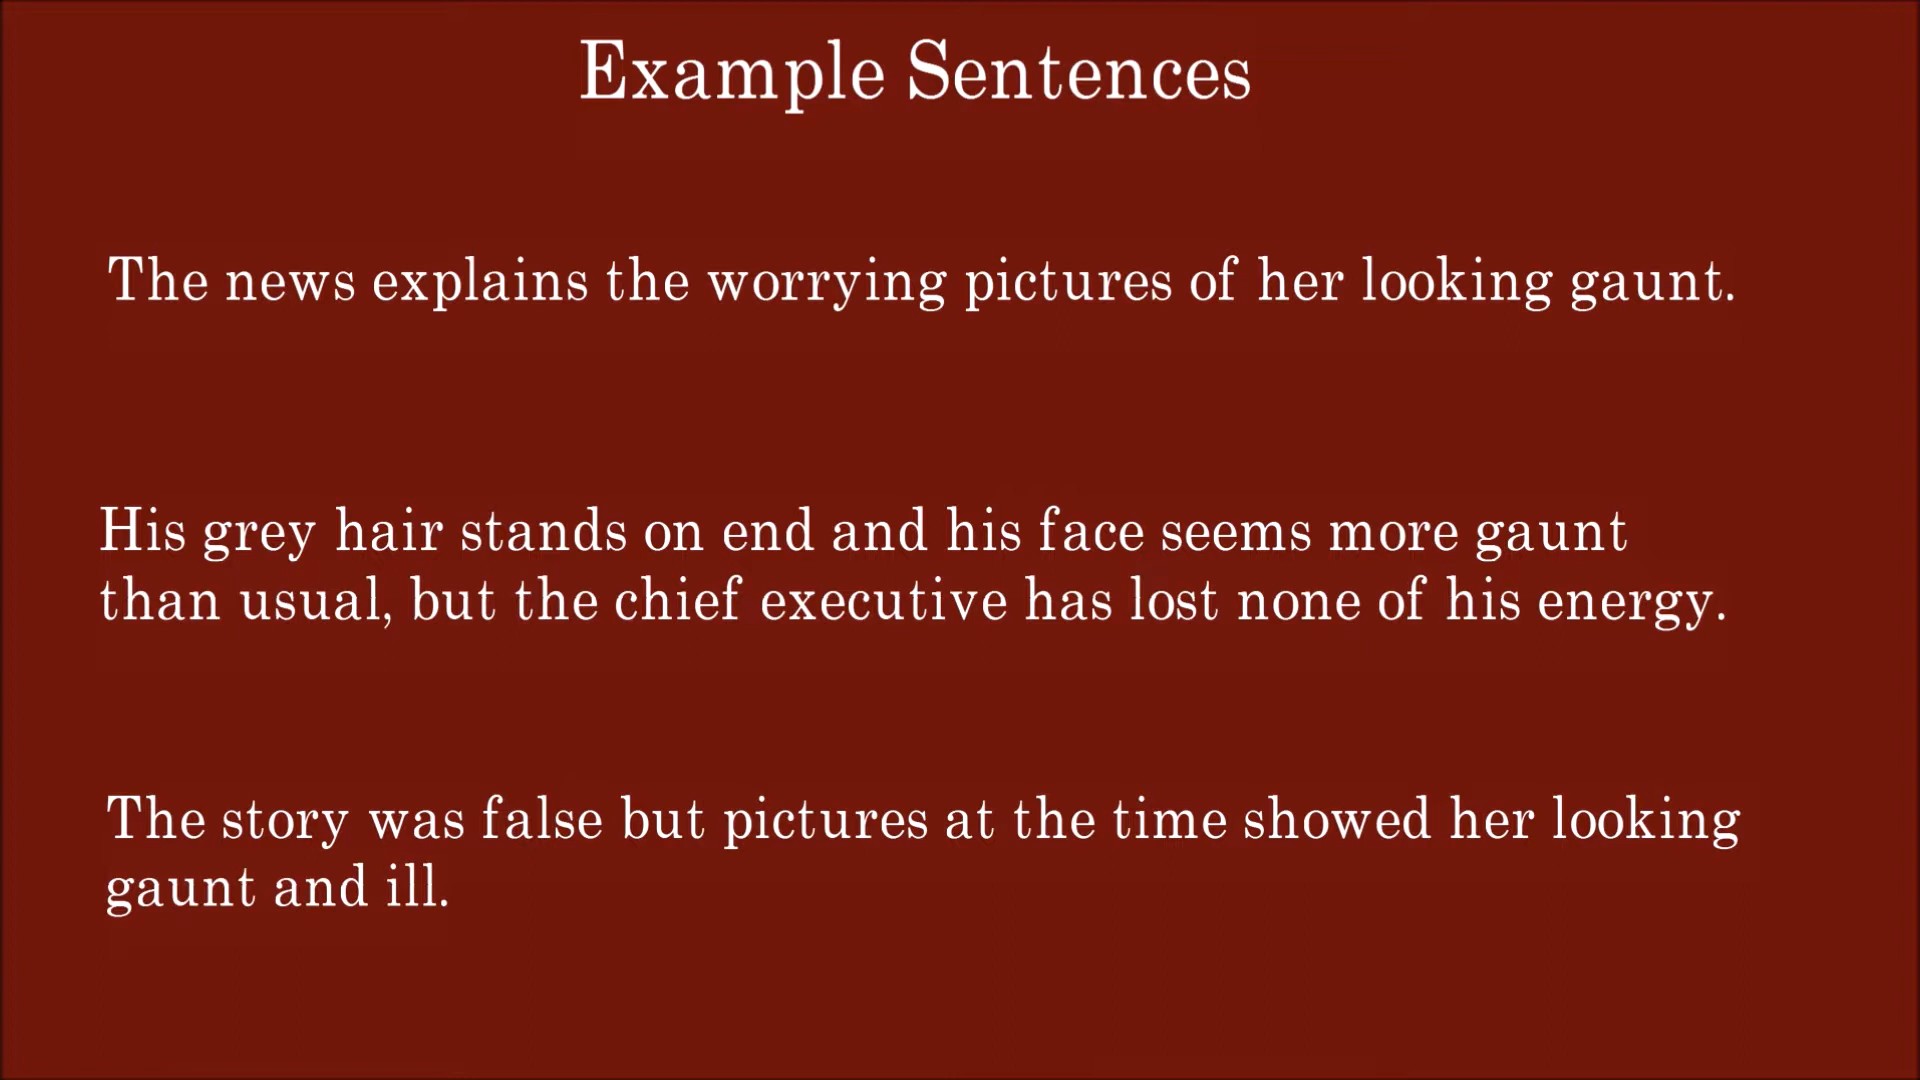 Example Sentences
The news explains the worrying pictures of her looking gaunt.
His grey hair stands on end and his face seems more gaunt
than usual, but the chief executive has lost none of his energy.
The story was false but pictures at the time showed her looking
gaunt and ill.